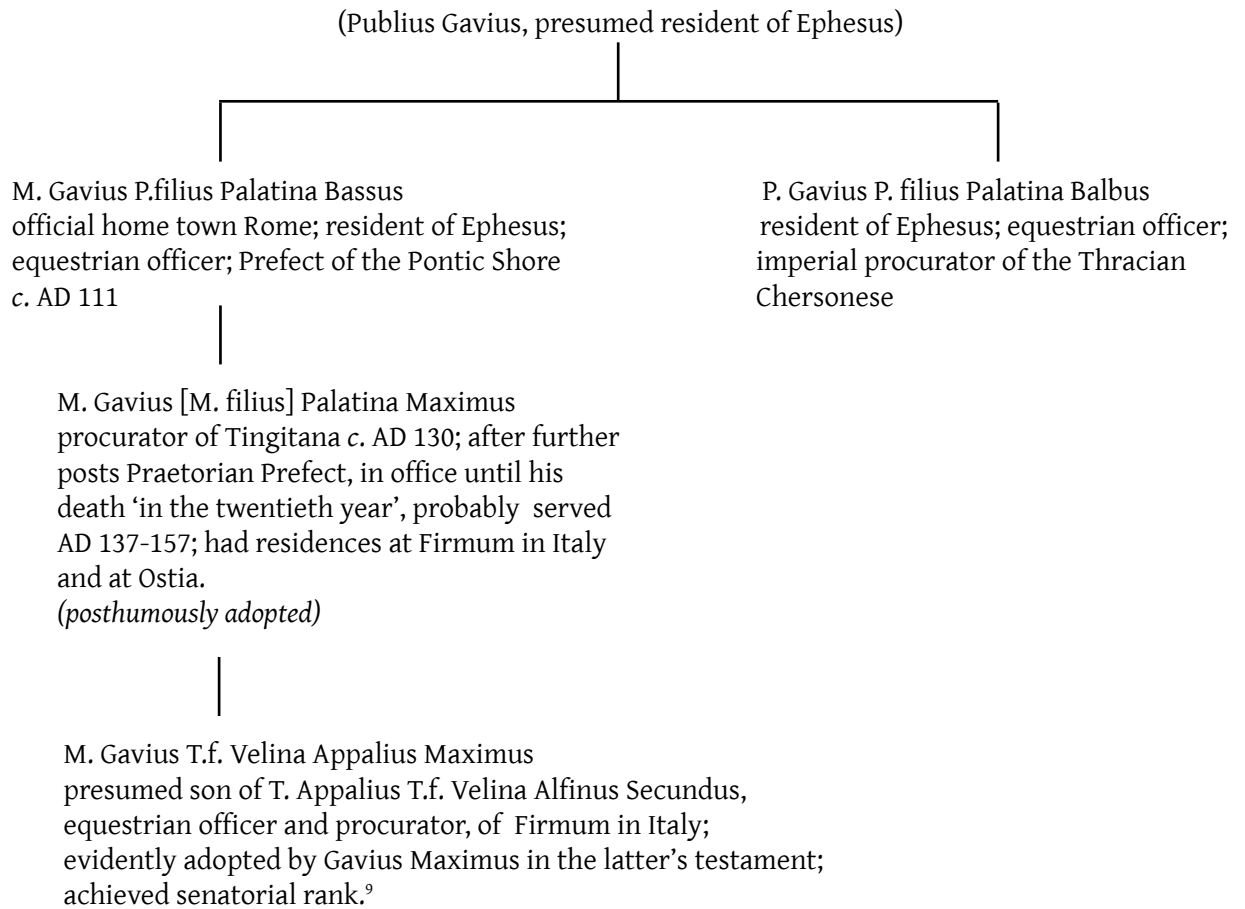 (Publius Gavius, presumed resident of Ephesus)
M. Gavius P.filius Palatina Bassus
official home town Rome; resident of Ephesus;
equestrian officer; Prefect of the Pontic Shore
c. AD 111
P. Gavius P. filius Palatina Balbus
resident of Ephesus; equestrian officer;
imperial procurator of the Thracian
Chersonese
M. Gavius [M. filius] Palatina Maximus
procurator of Tingitana c. AD 130; after further
posts Praetorian Prefect, in office until his
death ‘in the twentieth year’, probably served
AD 137-157; had residences at Firmum in Italy
and at Ostia.
(posthumously adopted)
M. Gavius T.f. Velina Appalius Maximus
presumed son of T. Appalius T.f. Velina Alfinus Secundus,
equestrian officer and procurator, of Firmum in Italy;
evidently adopted by Gavius Maximus in the latter’s testament;
achieved senatorial rank.⁹